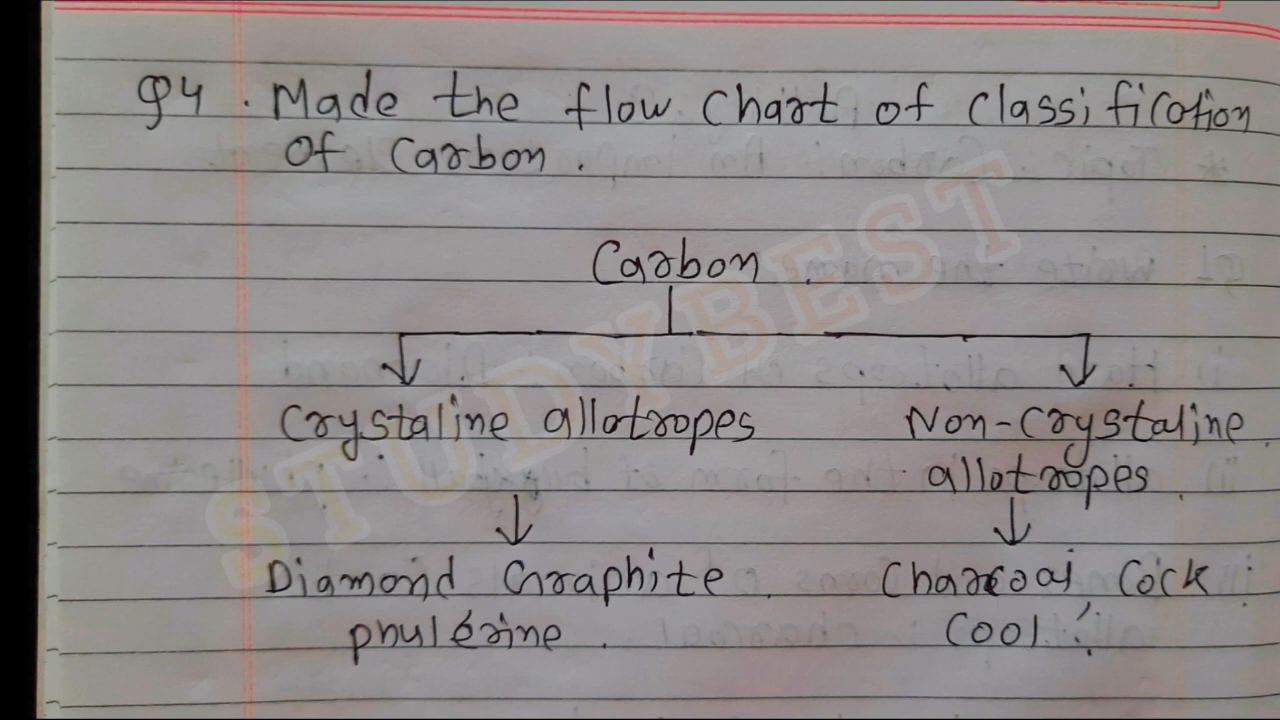 Q4. Made the flow Chart of Classification
Of Carbon.
Carbon
Crystaline allotropes
Non-Crystaline
allotropes.
Diamond Graphite
Charcoal Cock
phulérine.
Cool
STUDYBEST